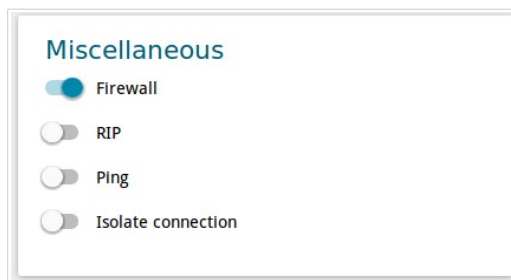 Miscellaneous
Firewall
RIP
Ping
Isolate connection